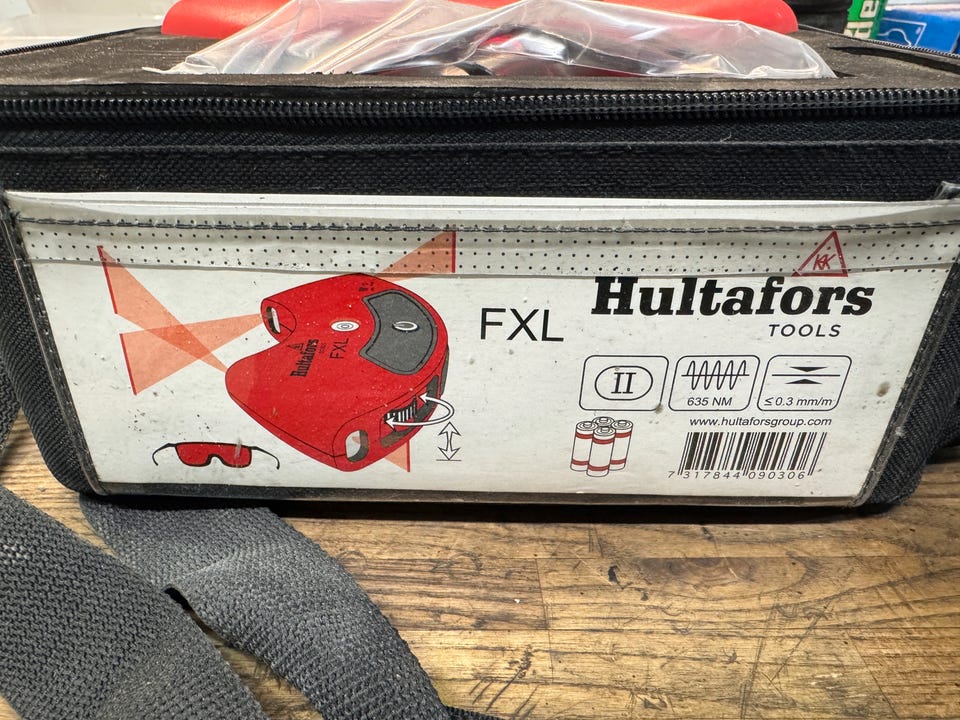 Hultafors
TOOLS
FXL
Hultafors
FXL
II
635 NM
≤ 0.3 mm/m
www.hultaforsgroup.com
7 317844 090306